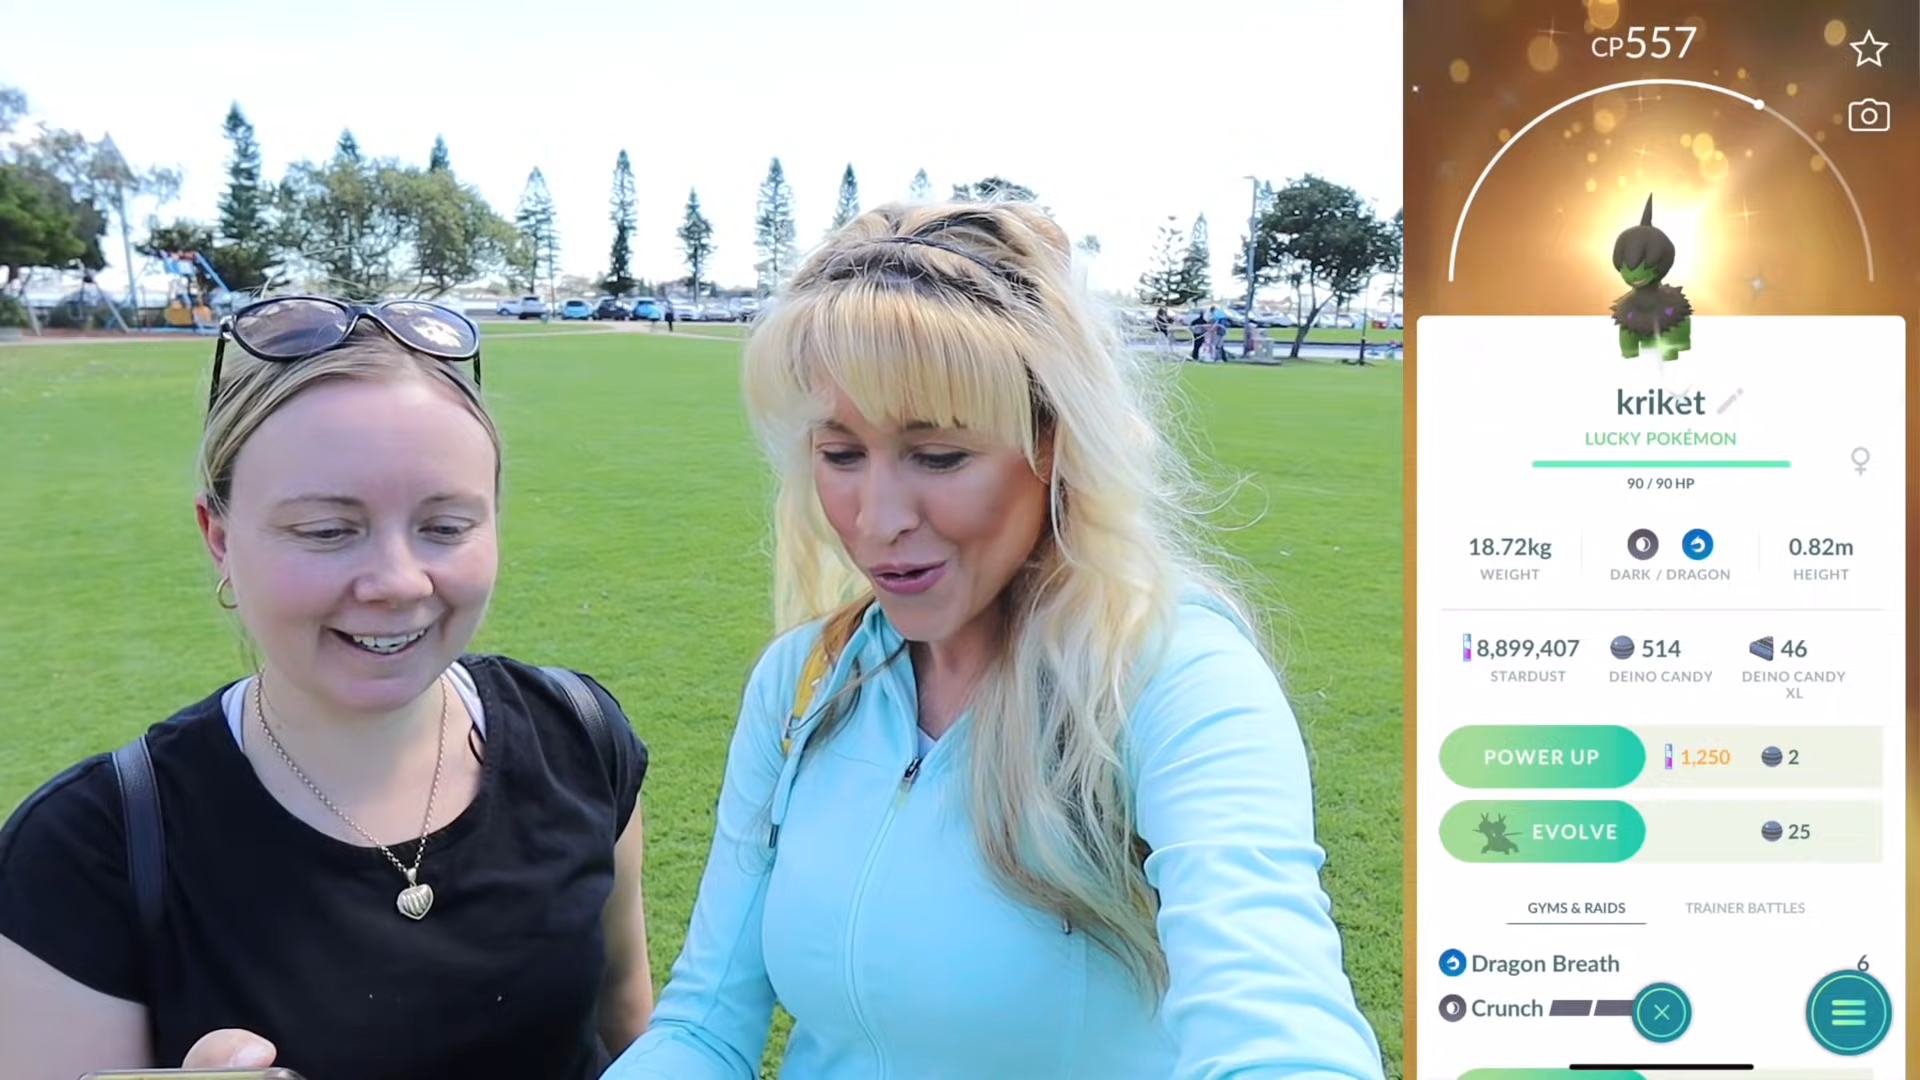 CP557
kriket
LUCKY POKÉMON
90 / 90 HP
18.72kg
WEIGHT
DARK / DRAGON
0.82m
HEIGHT
8,899,407
STARDUST
514
DEINO CANDY
46
DEINO CANDY
XL
POWER UP 1,250 2
EVOLVE 25
GYMS & RAIDS TRAINER BATTLES
Dragon Breath 6
Crunch